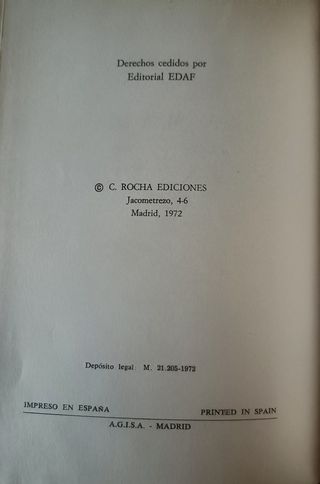 Derechos cedidos por
Editorial EDAF
© C. ROCHA EDICIONES
Jacometrezo, 4-6
Madrid, 1972
Depósito legal: M. 21.205-1972
IMPRESO EN ESPAÑA
PRINTED IN SPAIN
A.G.I.S.A. - MADRID